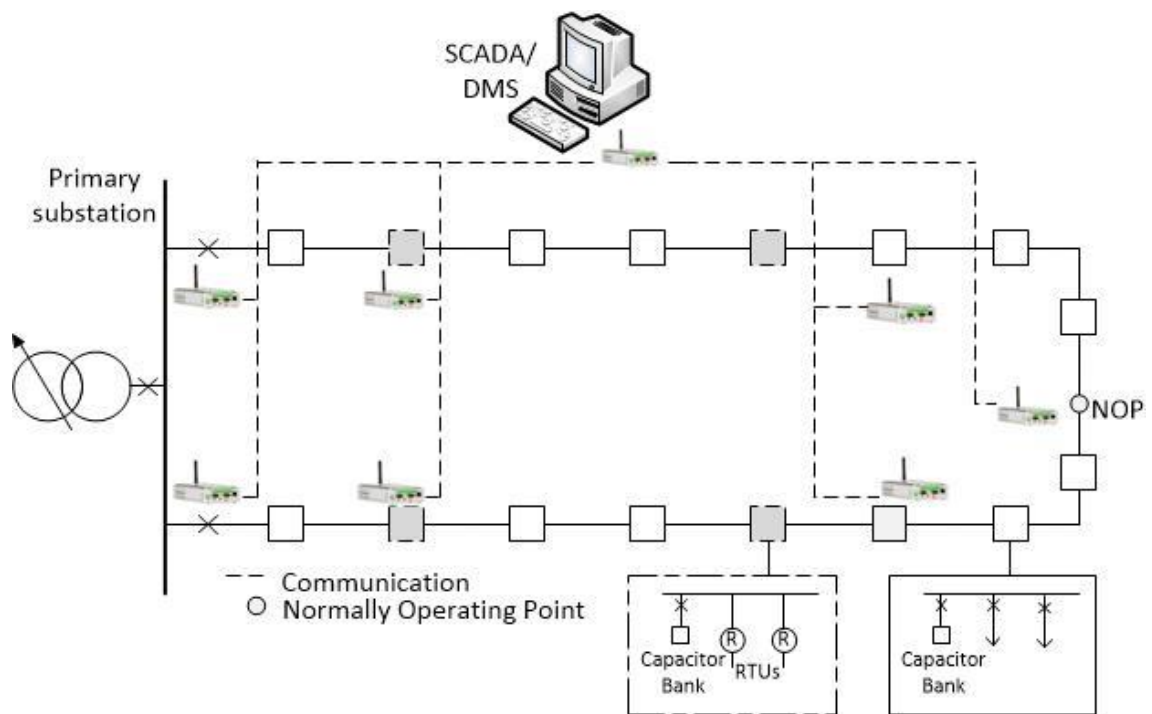 SCADA/
DMS
Primary
substation
NOP
Communication
Normally Operating Point
R R
Capacitor
Bank
RTUs
Capacitor
Bank